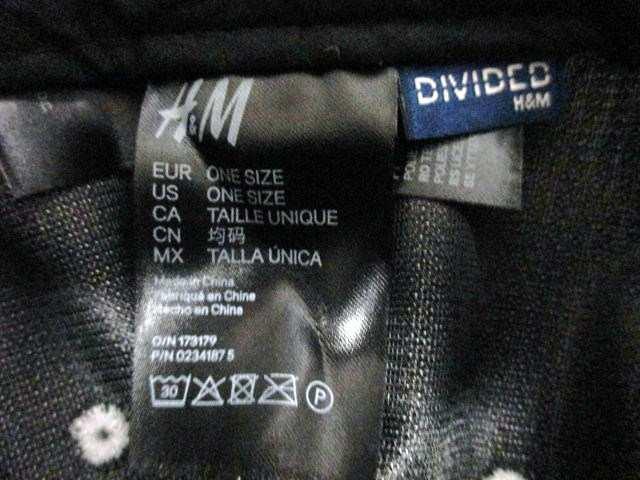 H&M
DIVIDED
H&M
EUR ONE SIZE
US ONE SIZE
CA TAILLE UNIQUE
CN 均码
MX TALLA ÚNICA
Made in China
Fabriqué en Chine
Hecho en China
O/N 173179
P/N 0234187 5
30
P